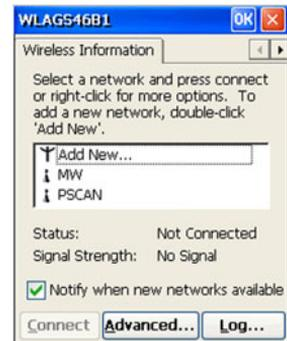 WLAGS46B1 OK X
Wireless Information
Select a network and press connect
or right-click for more options. To
add a new network, double-click
'Add New'.
Add New...
MW
PSCAN
Status: Not Connected
Signal Strength: No Signal
Notify when new networks available
Connect Advanced... Log...